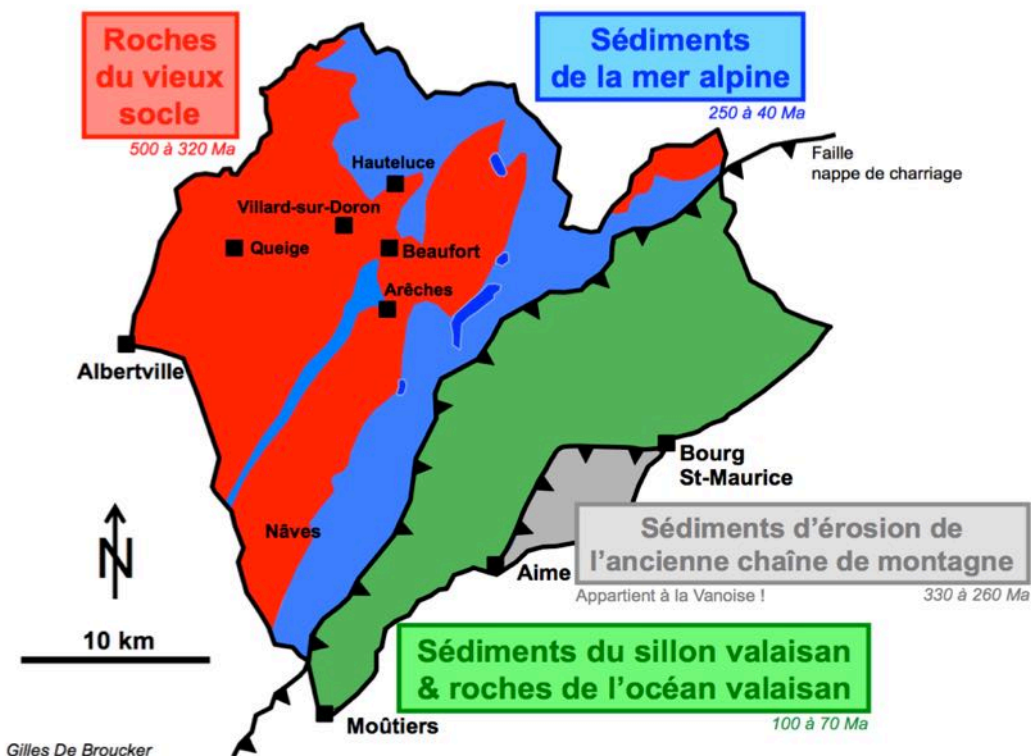 Roches
du vieux
socle
500 à 320 Ma
Sédiments
de la mer alpine
250 à 40 Ma
Faille
nappe de charriage
Hauteluce
Villard-sur-Doron
Queige
Beaufort
Arêches
Albertville
Bourg
St-Maurice
Nâves
N
Sédiments d'érosion de
l'ancienne chaîne de montagne
Aime
Appartient à la Vanoise !
330 à 260 Ma
10 km
Sédiments du sillon valaisan
& roches de l'océan valaisan
100 à 70 Ma
Moûtiers
Gilles De Broucker